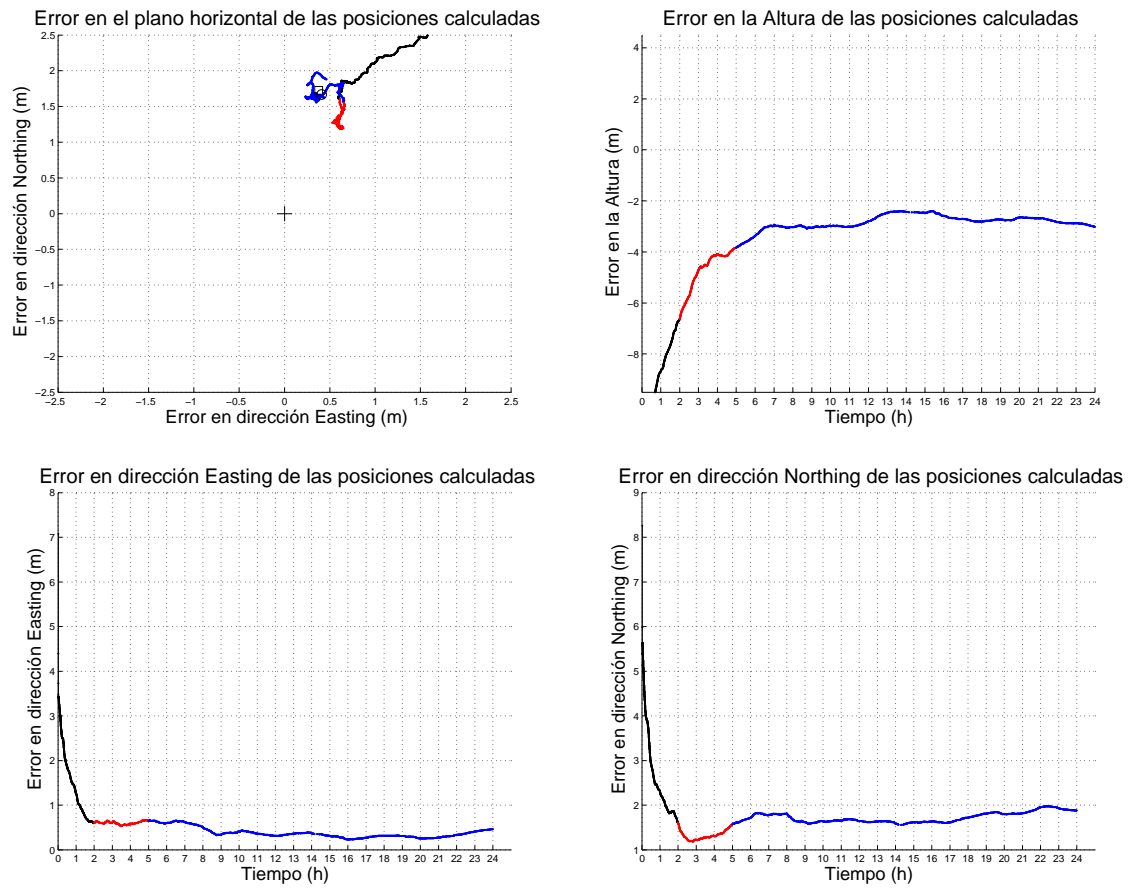 Error en el plano horizontal de las posiciones calculadas
Error en dirección Northing (m)
2.5
2
1.5
1
0.5
0
−0.5
−1
−1.5
−2
−2.5
−2.5 −2 −1.5 −1 −0.5 0 0.5 1 1.5 2 2.5
Error en dirección Easting (m)
Error en la Altura de las posiciones calculadas
Error en la Altura (m)
4
2
0
−2
−4
−6
−8
0 1 2 3 4 5 6 7 8 9 10 11 12 13 14 15 16 17 18 19 20 21 22 23 24
Tiempo (h)
Error en dirección Easting de las posiciones calculadas
Error en dirección Easting (m)
8
7
6
5
4
3
2
1
0
0 1 2 3 4 5 6 7 8 9 10 11 12 13 14 15 16 17 18 19 20 21 22 23 24
Tiempo (h)
Error en dirección Northing de las posiciones calculadas
Error en dirección Northing (m)
9
8
7
6
5
4
3
2
1
0 1 2 3 4 5 6 7 8 9 10 11 12 13 14 15 16 17 18 19 20 21 22 23 24
Tiempo (h)